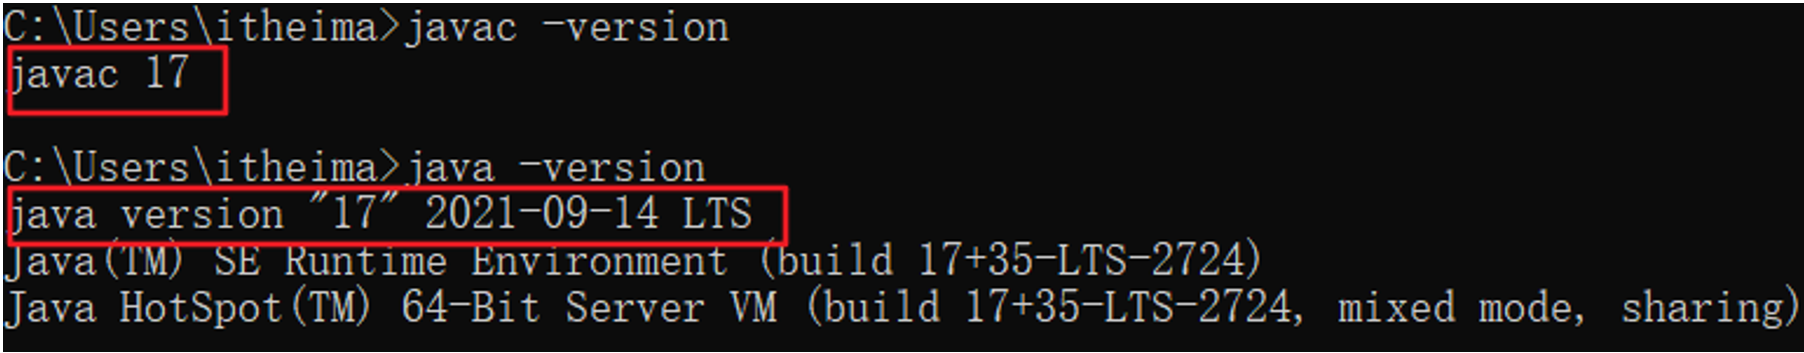 C:\Users\itheima>javac -version
javac 17
C:\Users\itheima>java -version
java version "17" 2021-09-14 LTS
Java(TM) SE Runtime Environment (build 17+35-LTS-2724)
Java HotSpot(TM) 64-Bit Server VM (build 17+35-LTS-2724, mixed mode, sharing)